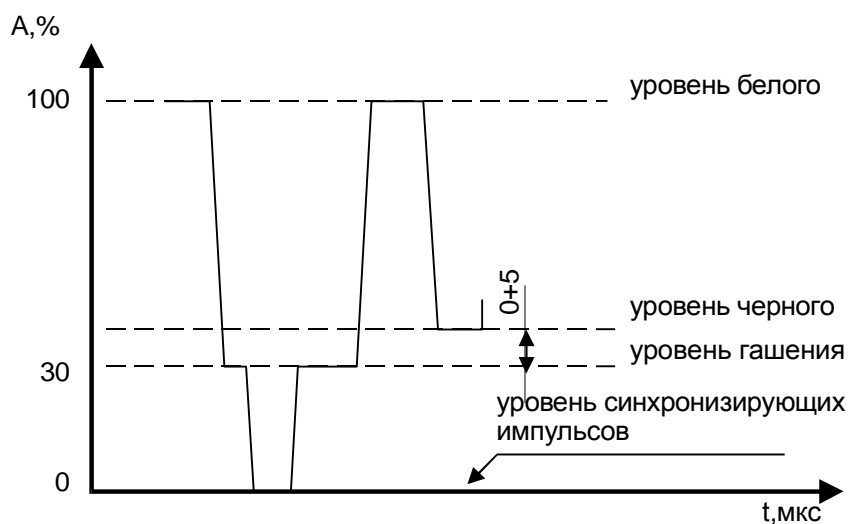 A,%
100
уровень белого
0+5
уровень черного
уровень гашения
30
уровень синхронизирующих
импульсов
0
t,мкс